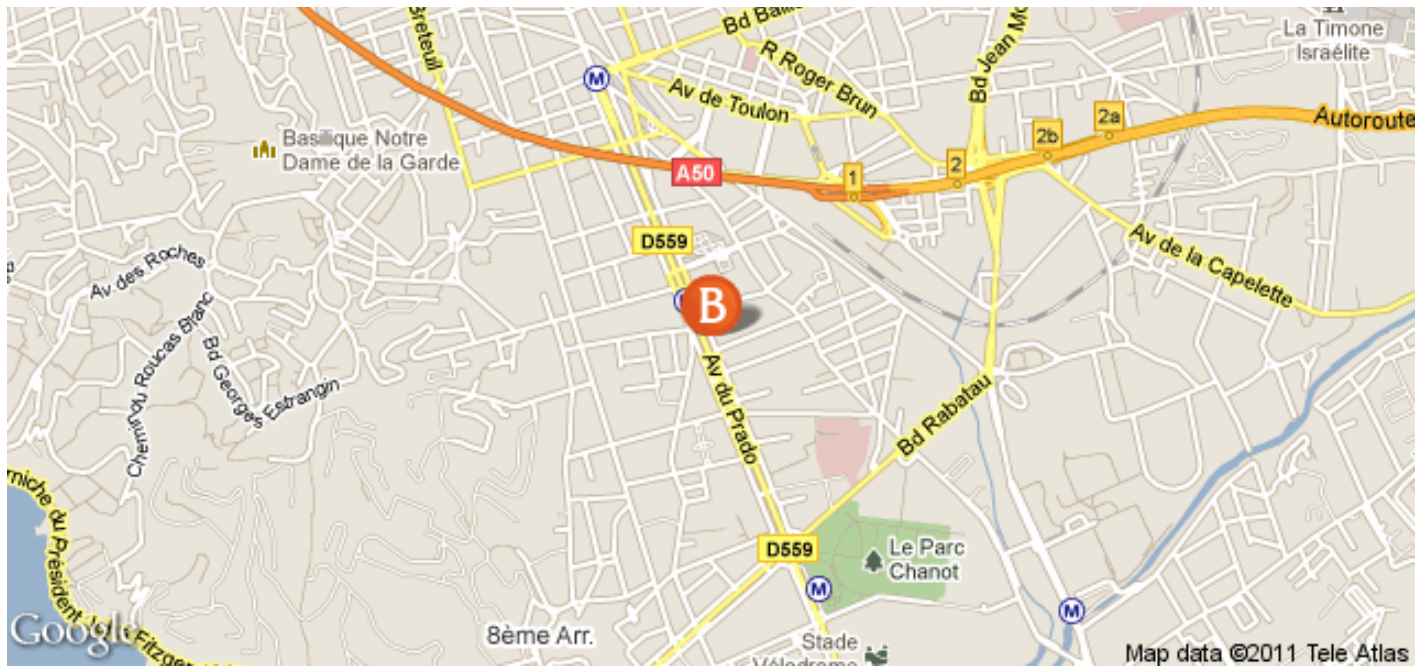 Breteuil
Bd Baille
La Timone
Israélite
R Roger Brun
Bd Jean
M
Av de Toulon
2a
Autoroute
2b
Basilique Notre
Dame de la Garde
2
A50
1
D559
Av de la Capelette
Av des Roches
B
Chemin du Roucas Blanc
Bd Georges Estrangin
Av du Prado
Bd Rabatau
D559
Le Parc
Chanot
M
M
rniche du Président John Fitzger
Google
8ème Arr.
Stade
Vélodrome
Map data ©2011 Tele Atlas